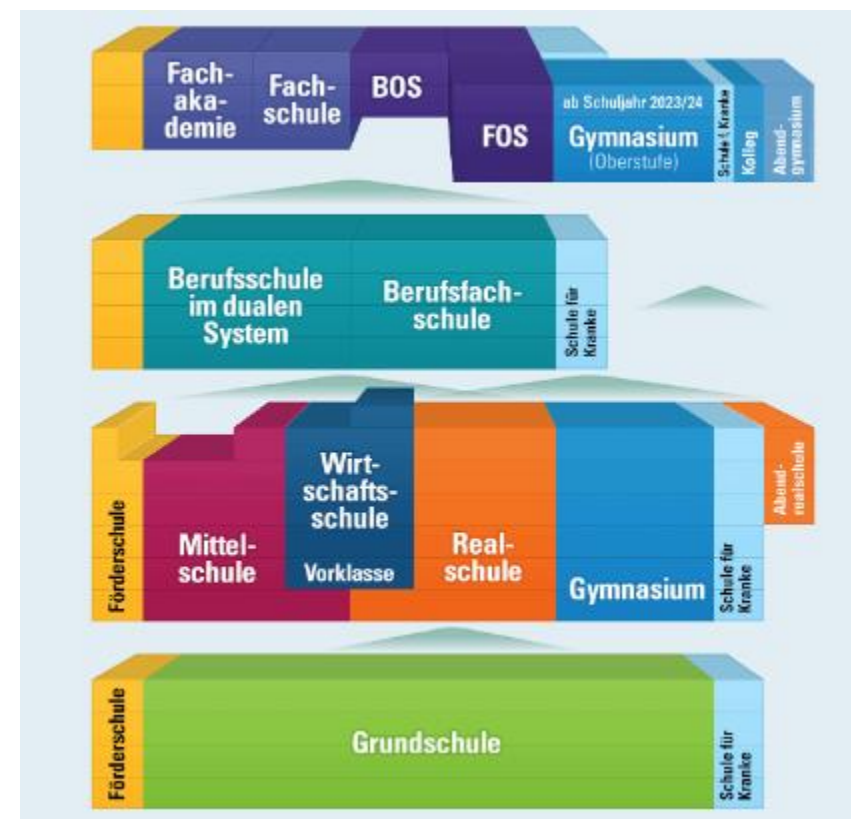 Fach-
aka-
demie
Fach-
schule
BOS
FOS
ab Schuljahr 2023/24
Gymnasium
(Oberstufe)
Schule f. Kranke
Kolleg
Abend-
gymnasium
Berufsschule
im dualen
System
Berufsfach-
schule
Schule für
Kranke
Förderschule
Mittel-
schule
Wirt-
schafts-
schule
Vorklasse
Real-
schule
Gymnasium
Schule für
Kranke
Abend-
realschule
Förderschule
Grundschule
Schule für
Kranke